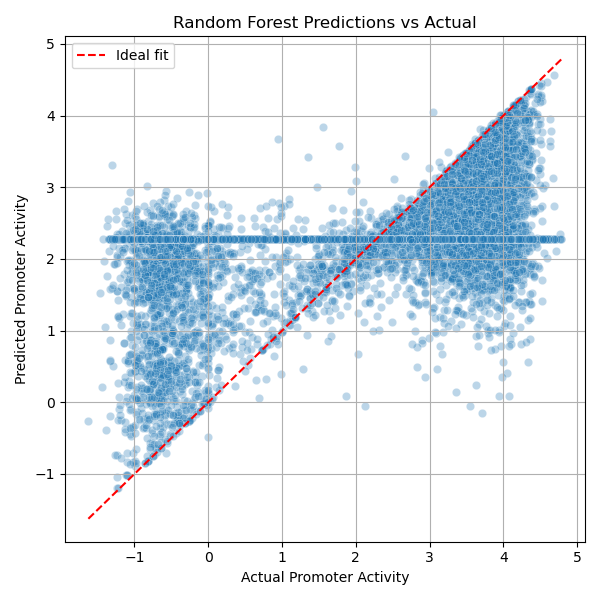 Random Forest Predictions vs Actual
Ideal fit
Predicted Promoter Activity
5
4
3
2
1
0
−1
−1 0 1 2 3 4 5
Actual Promoter Activity